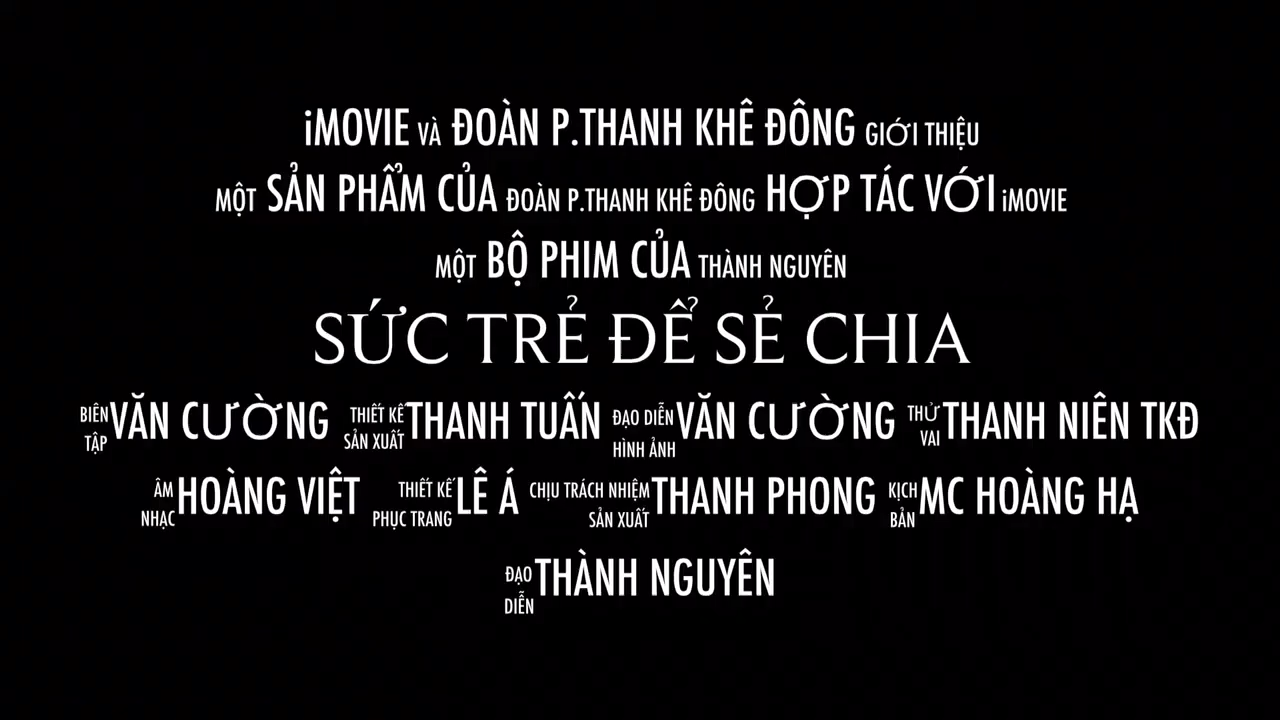 iMOVIE VÀ ĐOÀN P.THANH KHÊ ĐÔNG GIỚI THIỆU
MỘT SẢN PHẨM CỦA ĐOÀN P.THANH KHÊ ĐÔNG HỢP TÁC VỚI iMOVIE
MỘT BỘ PHIM CỦA THÀNH NGUYÊN
SỨC TRẺ ĐỂ SẺ CHIA
BIÊN TẬP VĂN CƯỜNG THIẾT KẾ SẢN XUẤT THANH TUẤN ĐẠO DIỄN HÌNH ẢNH VĂN CƯỜNG THỬ VAI THANH NIÊN TKĐ
ÂM NHẠC HOÀNG VIỆT THIẾT KẾ PHỤC TRANG LÊ Á CHỊU TRÁCH NHIỆM SẢN XUẤT THANH PHONG KỊCH BẢN MC HOÀNG HẠ
ĐẠO DIỄN THÀNH NGUYÊN